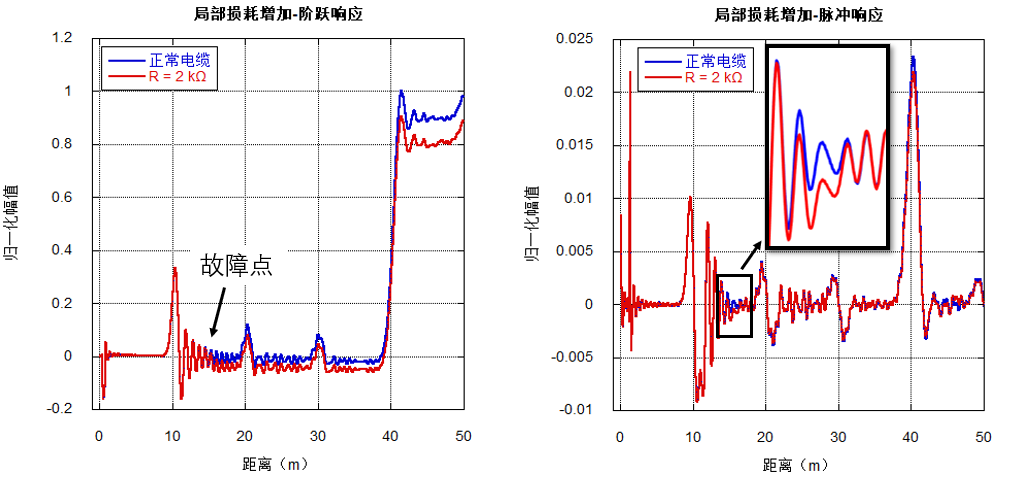 局部损耗增加-阶跃响应
1.2
1
0.8
0.6
0.4
0.2
0
-0.2
归一化幅值
正常电缆
R = 2 kΩ
故障点
0 10 20 30 40 50
距离（m）
局部损耗增加-脉冲响应
0.025
0.02
0.015
0.01
0.005
0
-0.005
-0.01
归一化幅值
正常电缆
R = 2 kΩ
0 10 20 30 40 50
距离（m）